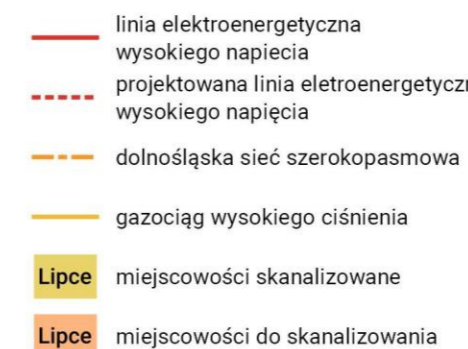 linia elektroenergetyczna
wysokiego napiecia
projektowana linia eletroenergetyczn
wysokiego napięcia
dolnośląska sieć szerokopasmowa
gazociąg wysokiego ciśnienia
Lipce miejscowości skanalizowane
Lipce miejscowości do skanalizowania